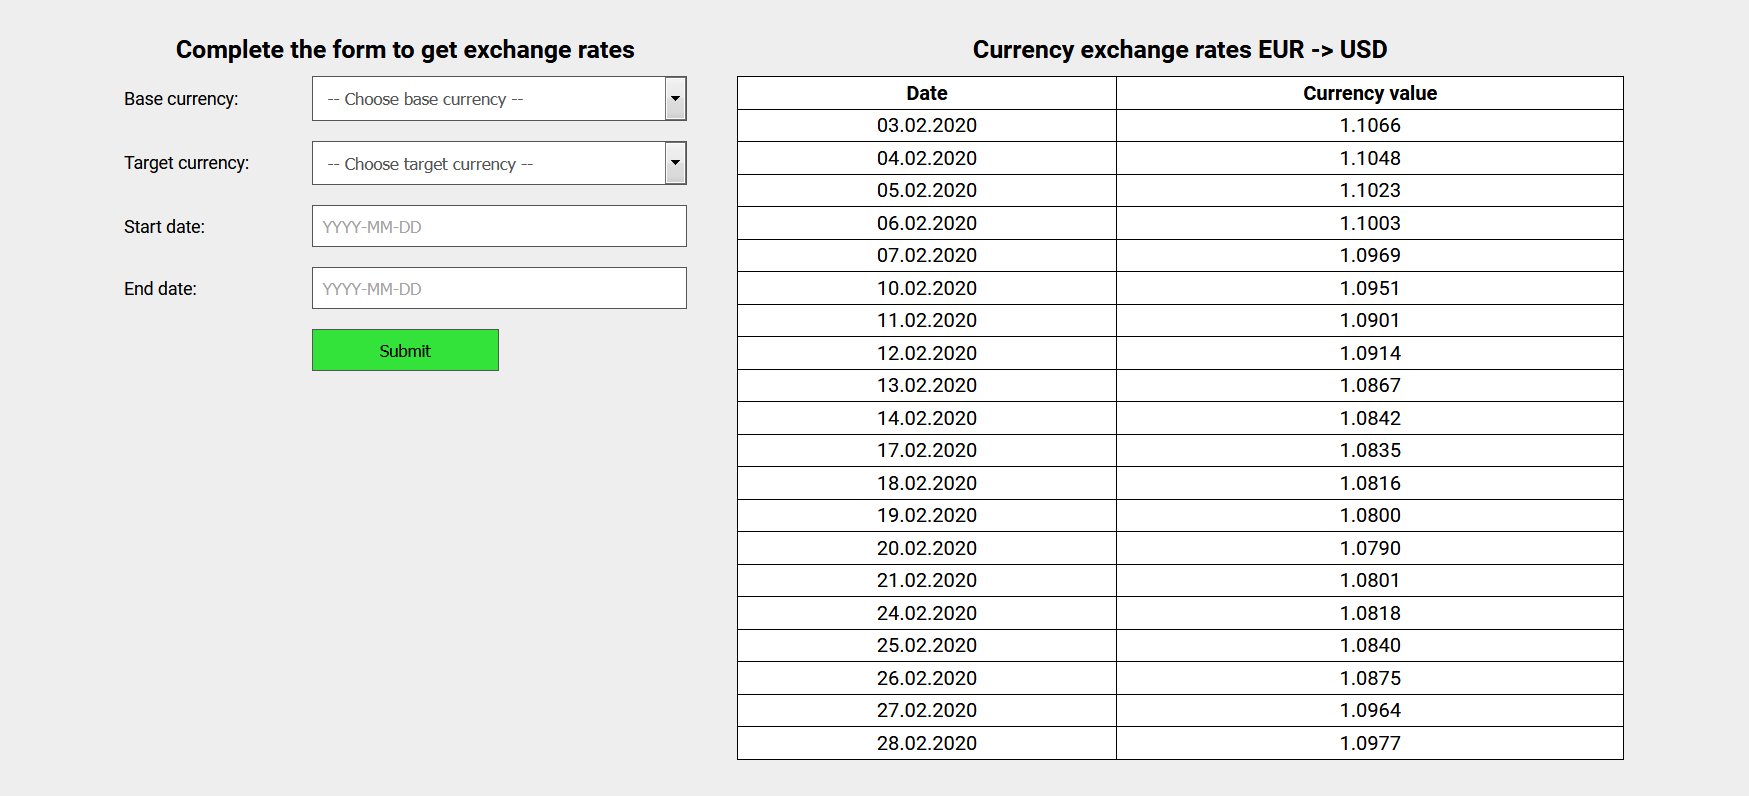 Complete the form to get exchange rates
Base currency:
-- Choose base currency --
Target currency:
-- Choose target currency --
Start date:
YYYY-MM-DD
End date:
YYYY-MM-DD
Submit
Currency exchange rates EUR -> USD
Date Currency value
03.02.2020 1.1066
04.02.2020 1.1048
05.02.2020 1.1023
06.02.2020 1.1003
07.02.2020 1.0969
10.02.2020 1.0951
11.02.2020 1.0901
12.02.2020 1.0914
13.02.2020 1.0867
14.02.2020 1.0842
17.02.2020 1.0835
18.02.2020 1.0816
19.02.2020 1.0800
20.02.2020 1.0790
21.02.2020 1.0801
24.02.2020 1.0818
25.02.2020 1.0840
26.02.2020 1.0875
27.02.2020 1.0964
28.02.2020 1.0977